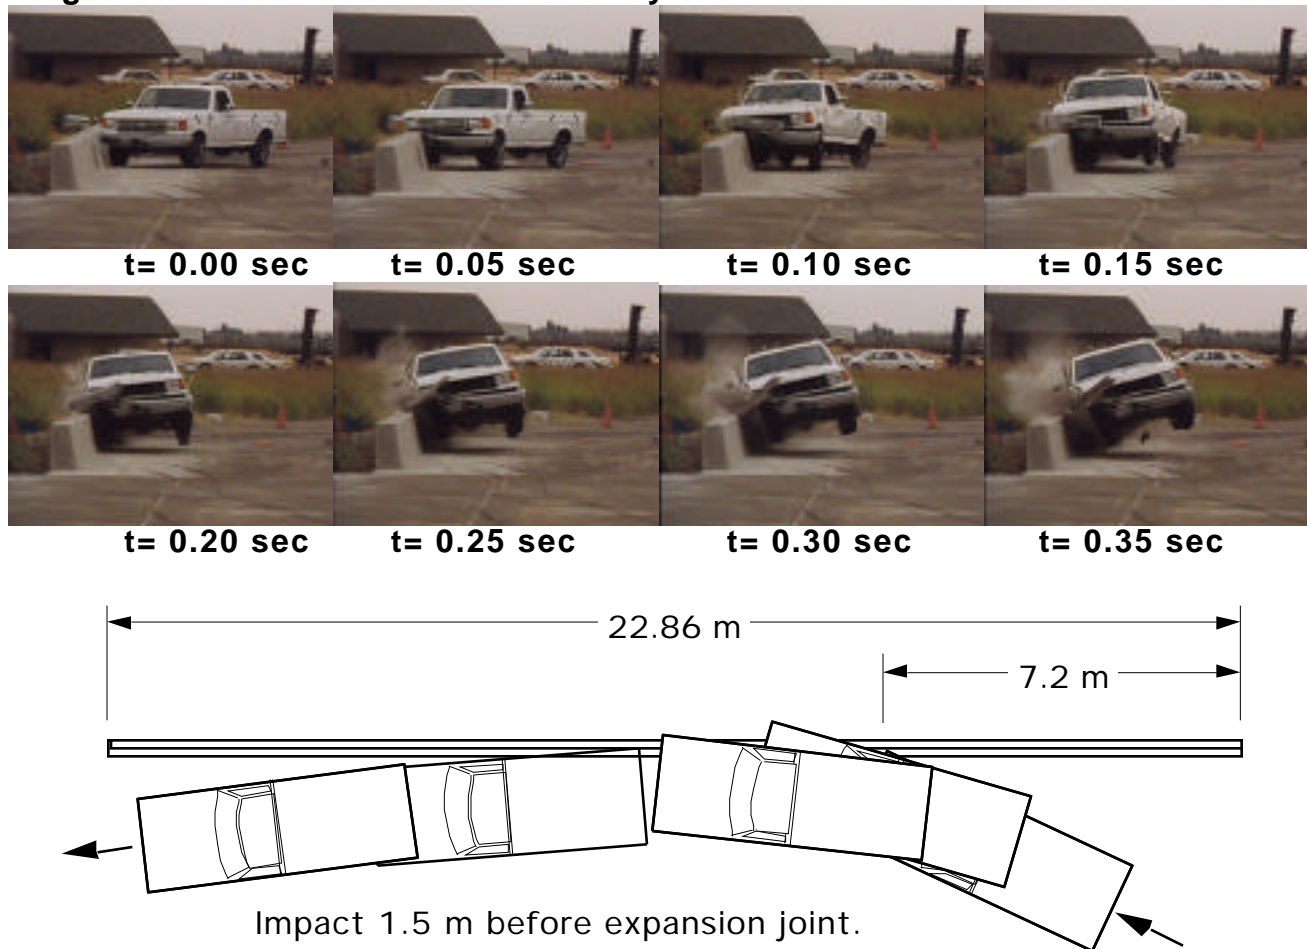 t= 0.00 sec t= 0.05 sec t= 0.10 sec t= 0.15 sec
t= 0.20 sec t= 0.25 sec t= 0.30 sec t= 0.35 sec
22.86 m
7.2 m
Impact 1.5 m before expansion joint.